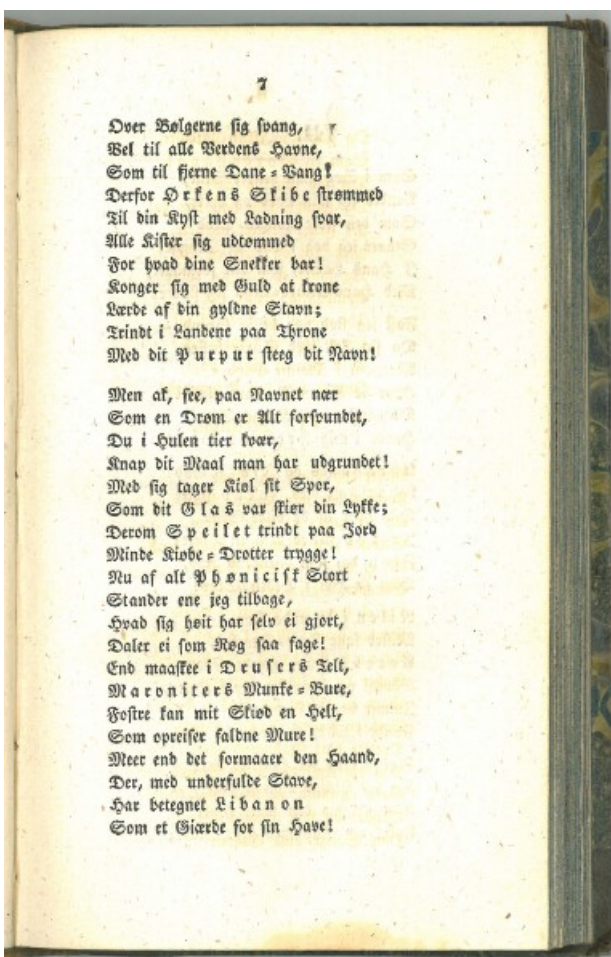 7
Over Bølgerne sig svang,
Vel til alle Verdens Havne,
Som til fjerne Dane-Vang!
Derfor Ørkens Skibe strømmed
Til din Kyst med Ladning svar,
Alle Kister sig udtømmed
For hvad dine Snekker bar!
Konger sig med Guld at krone
Lærde af din gyldne Stavn;
Trindt i Landene paa Throne
Med dit Purpur steeg dit Navn!
Men ak, see, paa Navnet nær
Som en Drøm er Alt forsvundet,
Du i Hulen tier kvær,
Knap dit Maal man har udgrundet!
Med sig tager Kiøl sit Spor,
Som dit Glas var skiør din Lykke;
Derom Speilet trindt paa Jord
Minde Kiøbe-Drotter trygge!
Nu af alt Phønicisk Stort
Stander ene jeg tilbage,
Hvad sig høit har selv ei gjort,
Daler ei som Røg saa fage!
End maaskee i Drusers Telt,
Maroniters Munke-Bure,
Fostre kan mit Skiød en Helt,
Som opreiser faldne Mure!
Meer end det formaaer den Haand,
Der, med underfulde Stave,
Har betegnet Libanon
Som et Giærde for sin Have!